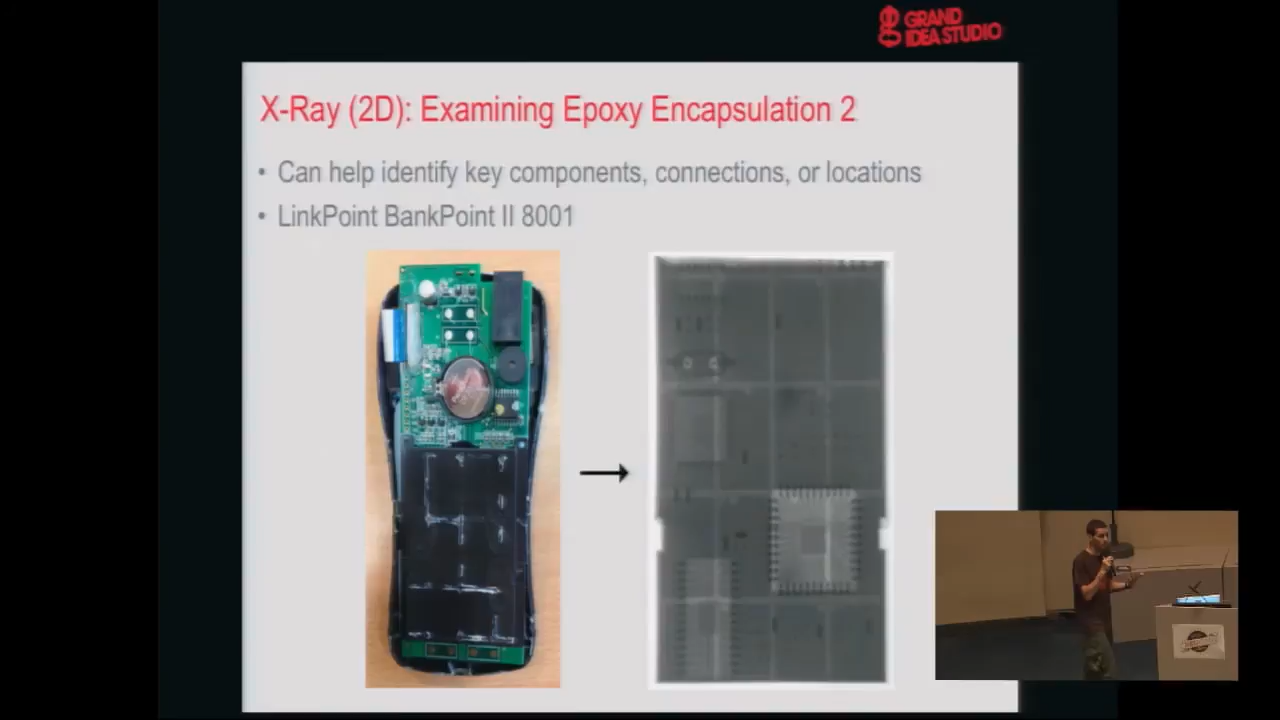 GRAND
IDEA STUDIO
X-Ray (2D): Examining Epoxy Encapsulation 2
• Can help identify key components, connections, or locations
• LinkPoint BankPoint II 8001